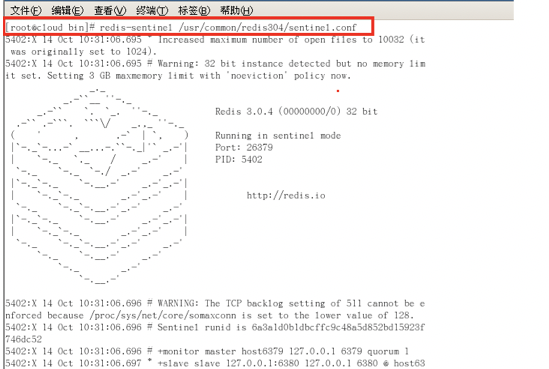 文件(F) 编辑(E) 查看(V) 终端(T) 标签(B) 帮助(H)
[root@cloud bin]# redis-sentinel /usr/common/redis304/sentinel.conf
5402:X 14 Oct 10:31:06.695 * Increased maximum number of open files to 10032 (it
was originally set to 1024).
5402:X 14 Oct 10:31:06.695 # Warning: 32 bit instance detected but no memory lim
it set. Setting 3 GB maxmemory limit with 'noeviction' policy now.
Redis 3.0.4 (00000000/0) 32 bit
Running in sentinel mode
Port: 26379
PID: 5402
http://redis.io
5402:X 14 Oct 10:31:06.696 # WARNING: The TCP backlog setting of 511 cannot be e
nforced because /proc/sys/net/core/somaxconn is set to the lower value of 128.
5402:X 14 Oct 10:31:06.696 # Sentinel runid is 6a3ald0b1dbcffc9c48a5d852bd15923f
746dc52
5402:X 14 Oct 10:31:06.696 # +monitor master host6379 127.0.0.1 6379 quorum 1
5402:X 14 Oct 10:31:06.697 * +slave slave 127.0.0.1:6380 127.0.0.1 6380 @ host63